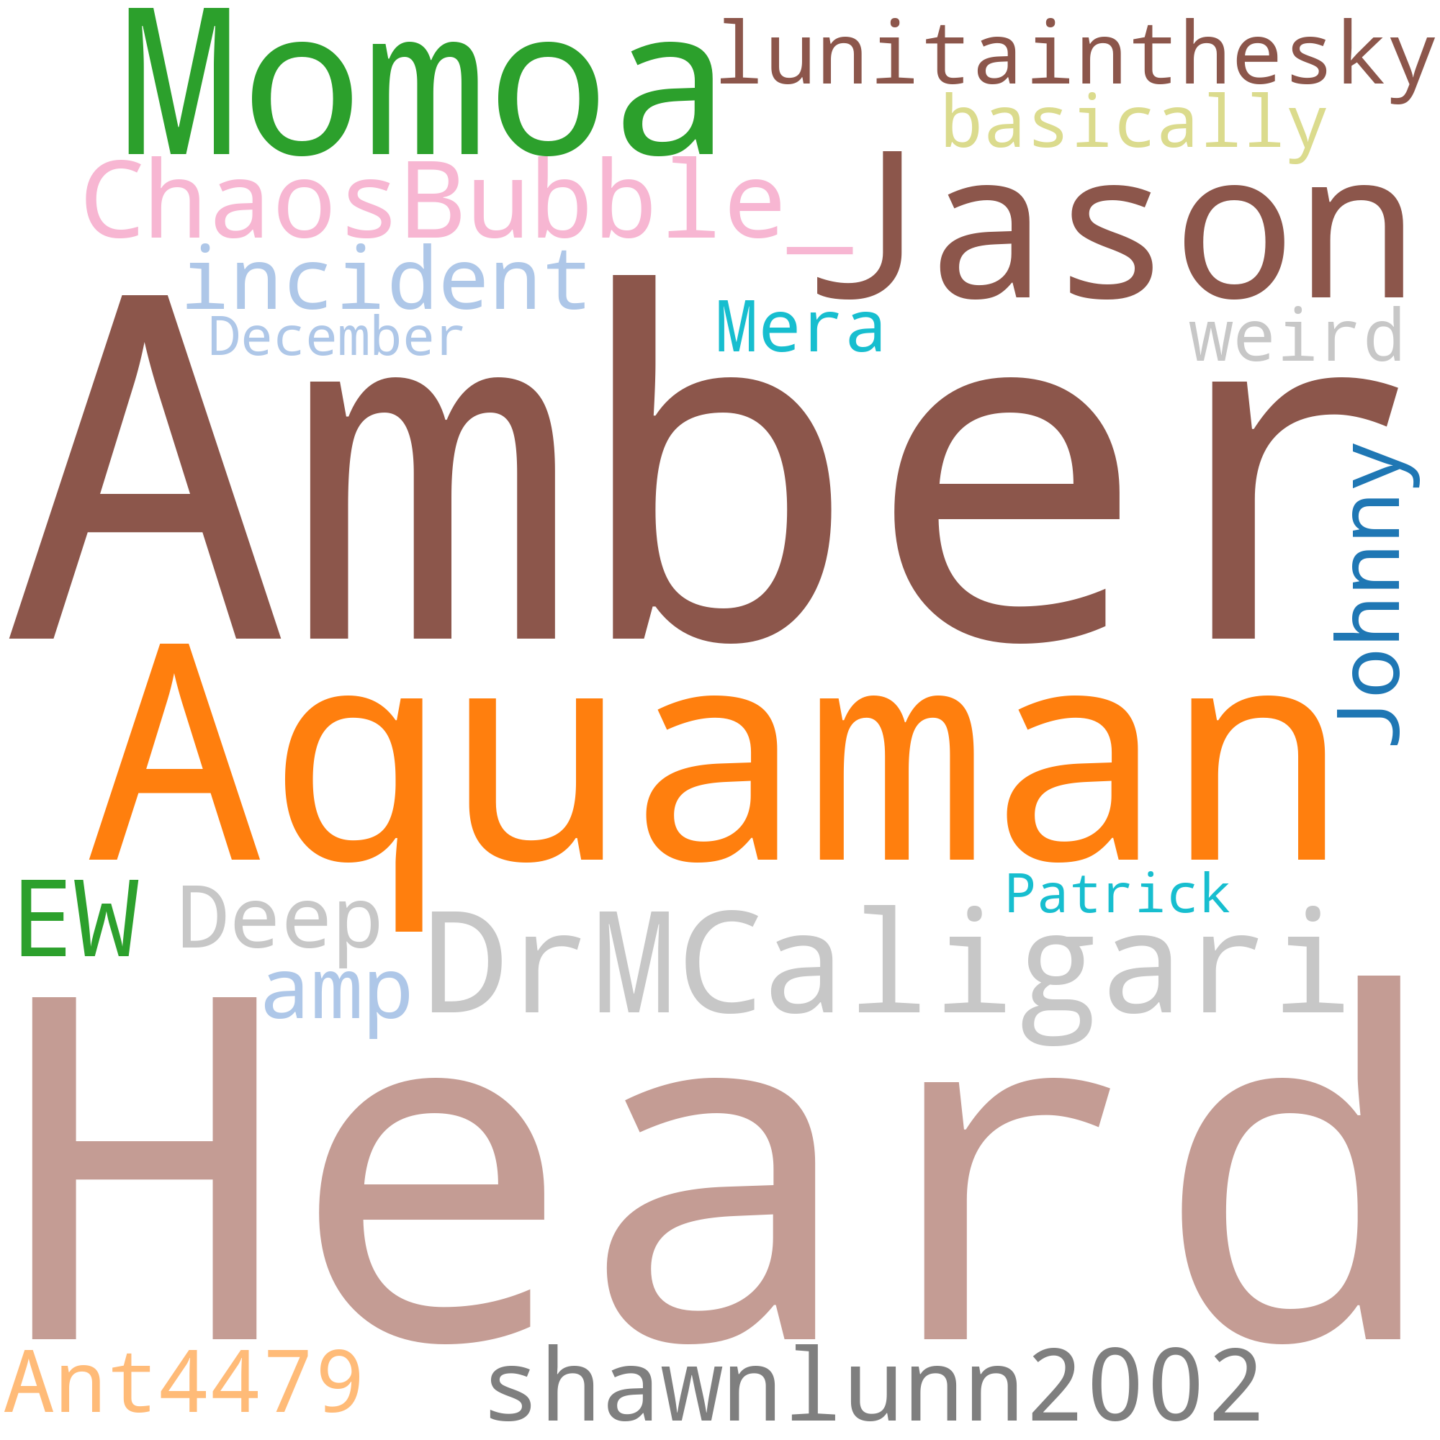 Momoa
lunitainthesky
basically
ChaosBubble_
Jason
incident
December
Mera
weird
Amber
Johnny
Aquaman
EW
Deep
Patrick
amp
DrMCaligari
Heard
Ant4479
shawnlunn2002